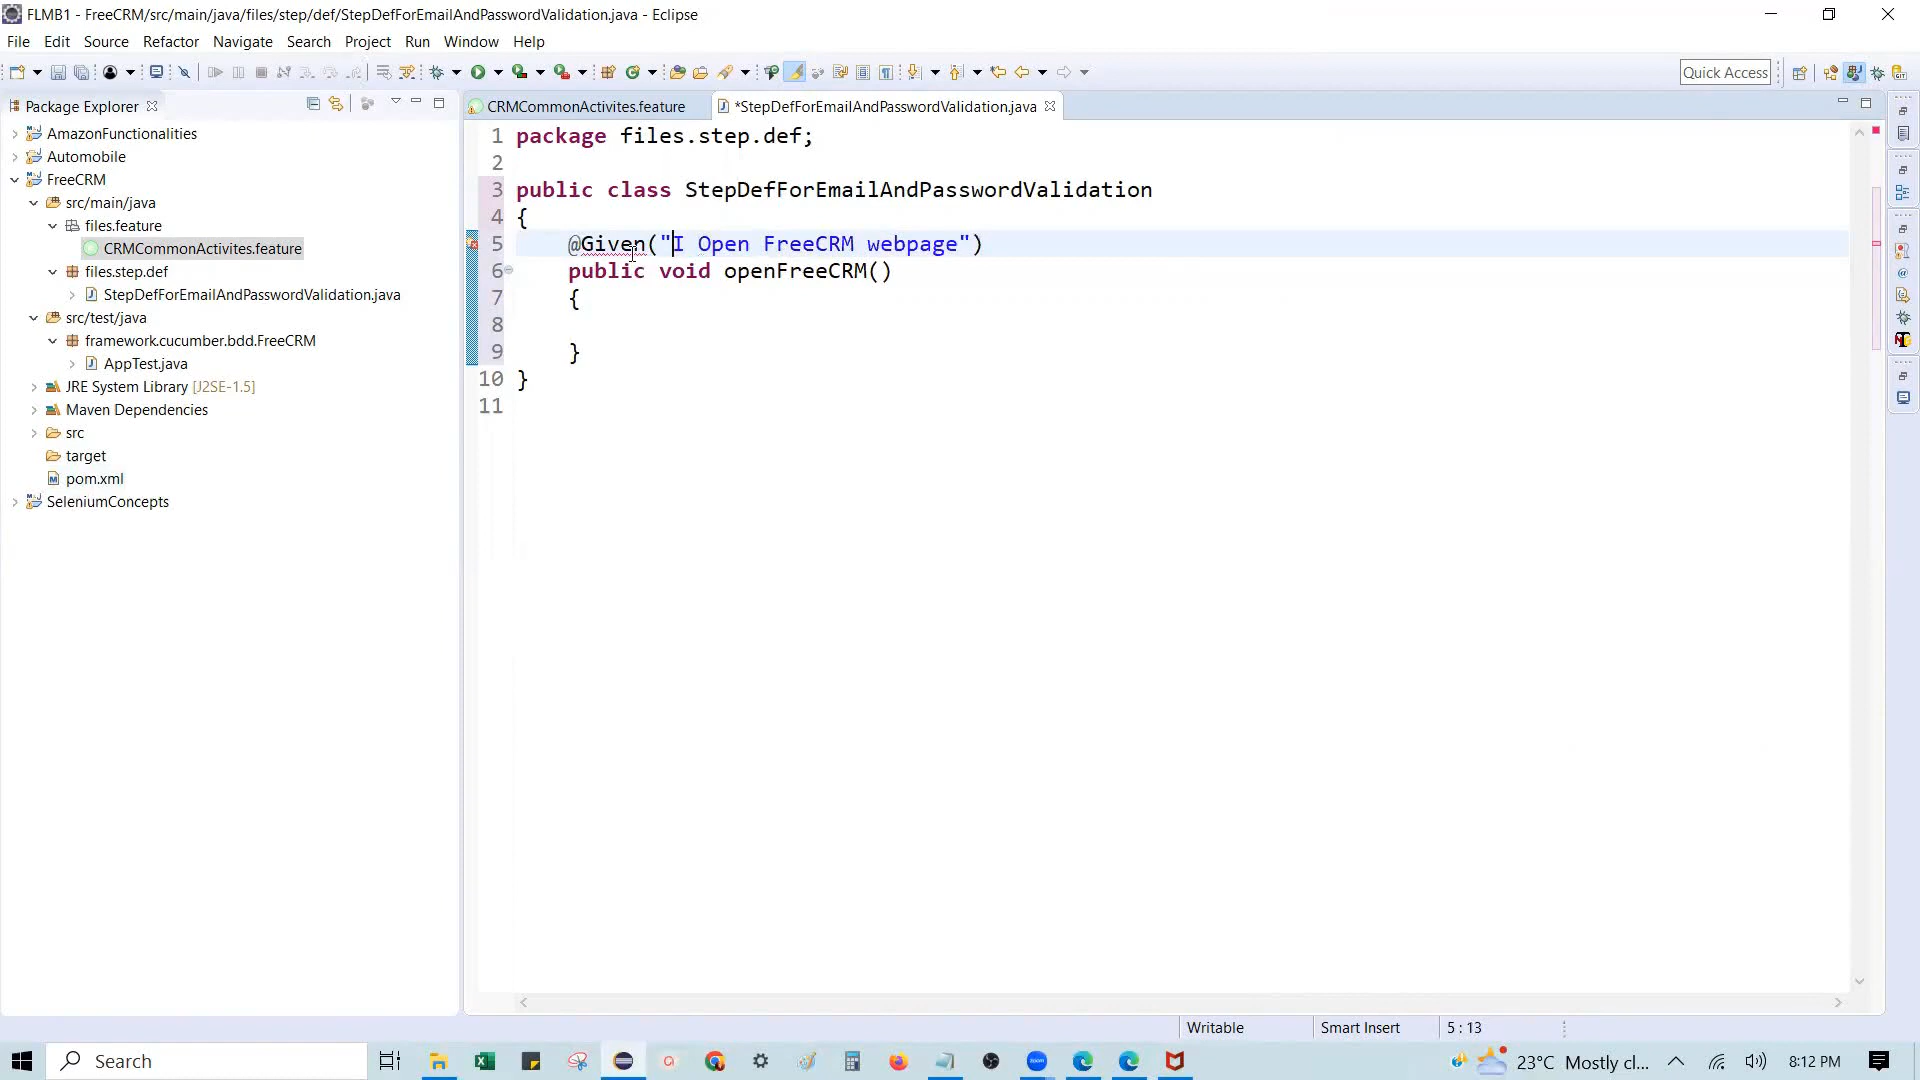 FLMB1 - FreeCRM/src/main/java/files/step/def/StepDefForEmailAndPasswordValidation.java - Eclipse
File Edit Source Refactor Navigate Search Project Run Window Help
Quick Access
Package Explorer
CRMCommonActivites.feature
*StepDefForEmailAndPasswordValidation.java
AmazonFunctionalities
Automobile
FreeCRM
src/main/java
files.feature
CRMCommonActivites.feature
files.step.def
StepDefForEmailAndPasswordValidation.java
src/test/java
framework.cucumber.bdd.FreeCRM
AppTest.java
JRE System Library [J2SE-1.5]
Maven Dependencies
src
target
pom.xml
SeleniumConcepts
1 package files.step.def;
2
3 public class StepDefForEmailAndPasswordValidation
4 {
5 @Given("I Open FreeCRM webpage")
6 public void openFreeCRM()
7 {
8
9 }
10 }
11
Writable Smart Insert 5 : 13
Search
23°C Mostly cl... 8:12 PM